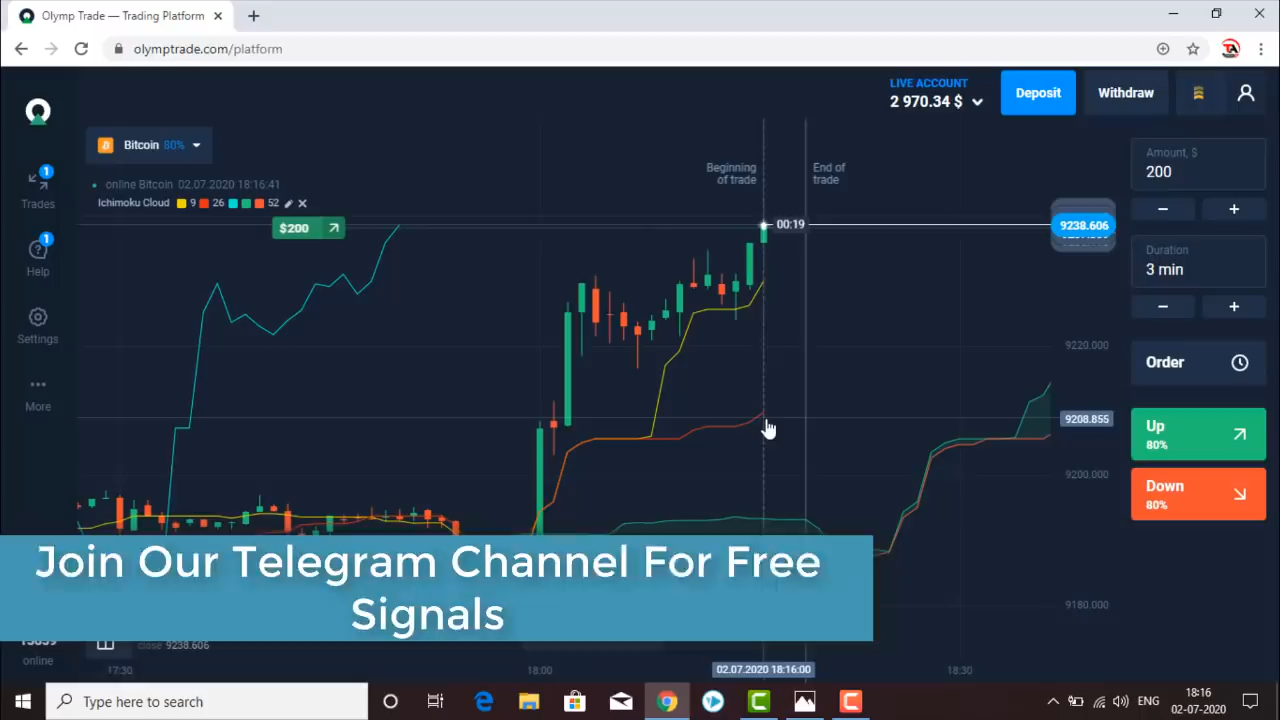 Olymp Trade — Trading Platform
olymptrade.com/platform
LIVE ACCOUNT
2 970.34 $
Deposit
Withdraw
Bitcoin 80%
1
Trades
online Bitcoin 02.07.2020 18:16:41
Ichimoku Cloud 9 26 52
Beginning of trade
End of trade
Amount, $
200
$200
00:19
9238.606
1
Help
Duration
3 min
Settings
9220.000
Order
More
9208.855
Up
80%
9200.000
Down
80%
Join Our Telegram Channel For Free
Signals
9180.000
close 9238.606
online
17:30
18:00
02.07.2020 18:16:00
18:30
Type here to search
ENG
18:16
02-07-2020